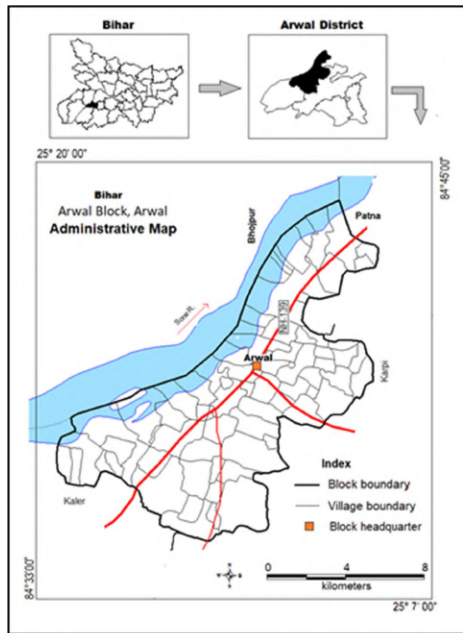 Bihar
Arwal District
25° 20' 00"
84° 45' 00"
Bihar
Arwal Block, Arwal
Administrative Map
Bhojpur
Patna
Sone R.
NH-139
Arwal
Karpi
Kaler
Index
Block boundary
Village boundary
Block headquarter
0 4 8
kilometers
84° 33' 00"
25° 7' 00"